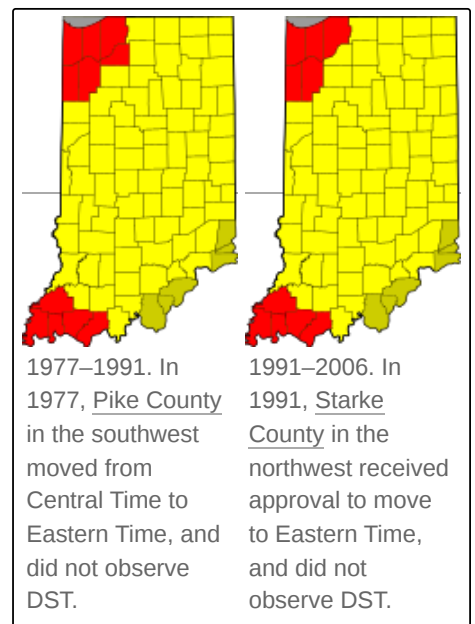 1977–1991. In
1977, Pike County
in the southwest
moved from
Central Time to
Eastern Time, and
did not observe
DST.
1991–2006. In
1991, Starke
County in the
northwest received
approval to move
to Eastern Time,
and did not
observe DST.